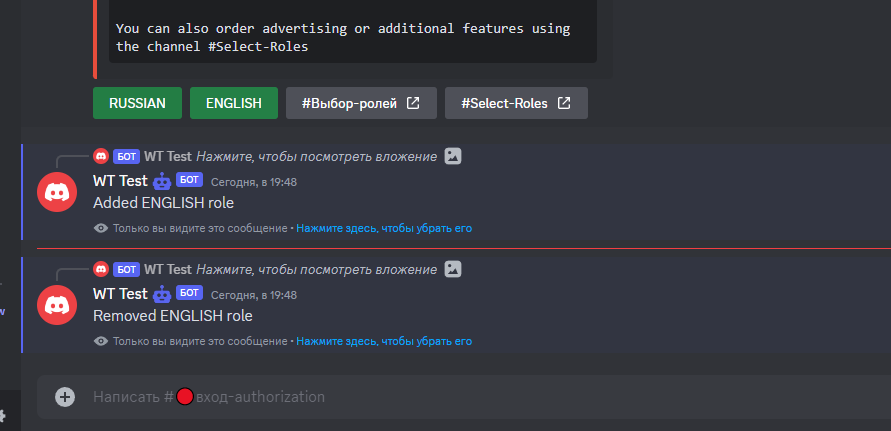 You can also order advertising or additional features using
the channel #Select-Roles
RUSSIAN
ENGLISH
#Выбор-ролей
#Select-Roles
БОТ WT Test Нажмите, чтобы посмотреть вложение
WT Test БОТ Сегодня, в 19:48
Added ENGLISH role
Только вы видите это сообщение • Нажмите здесь, чтобы убрать его
БОТ WT Test Нажмите, чтобы посмотреть вложение
WT Test БОТ Сегодня, в 19:48
Removed ENGLISH role
Только вы видите это сообщение • Нажмите здесь, чтобы убрать его
Написать #🔴вход-authorization